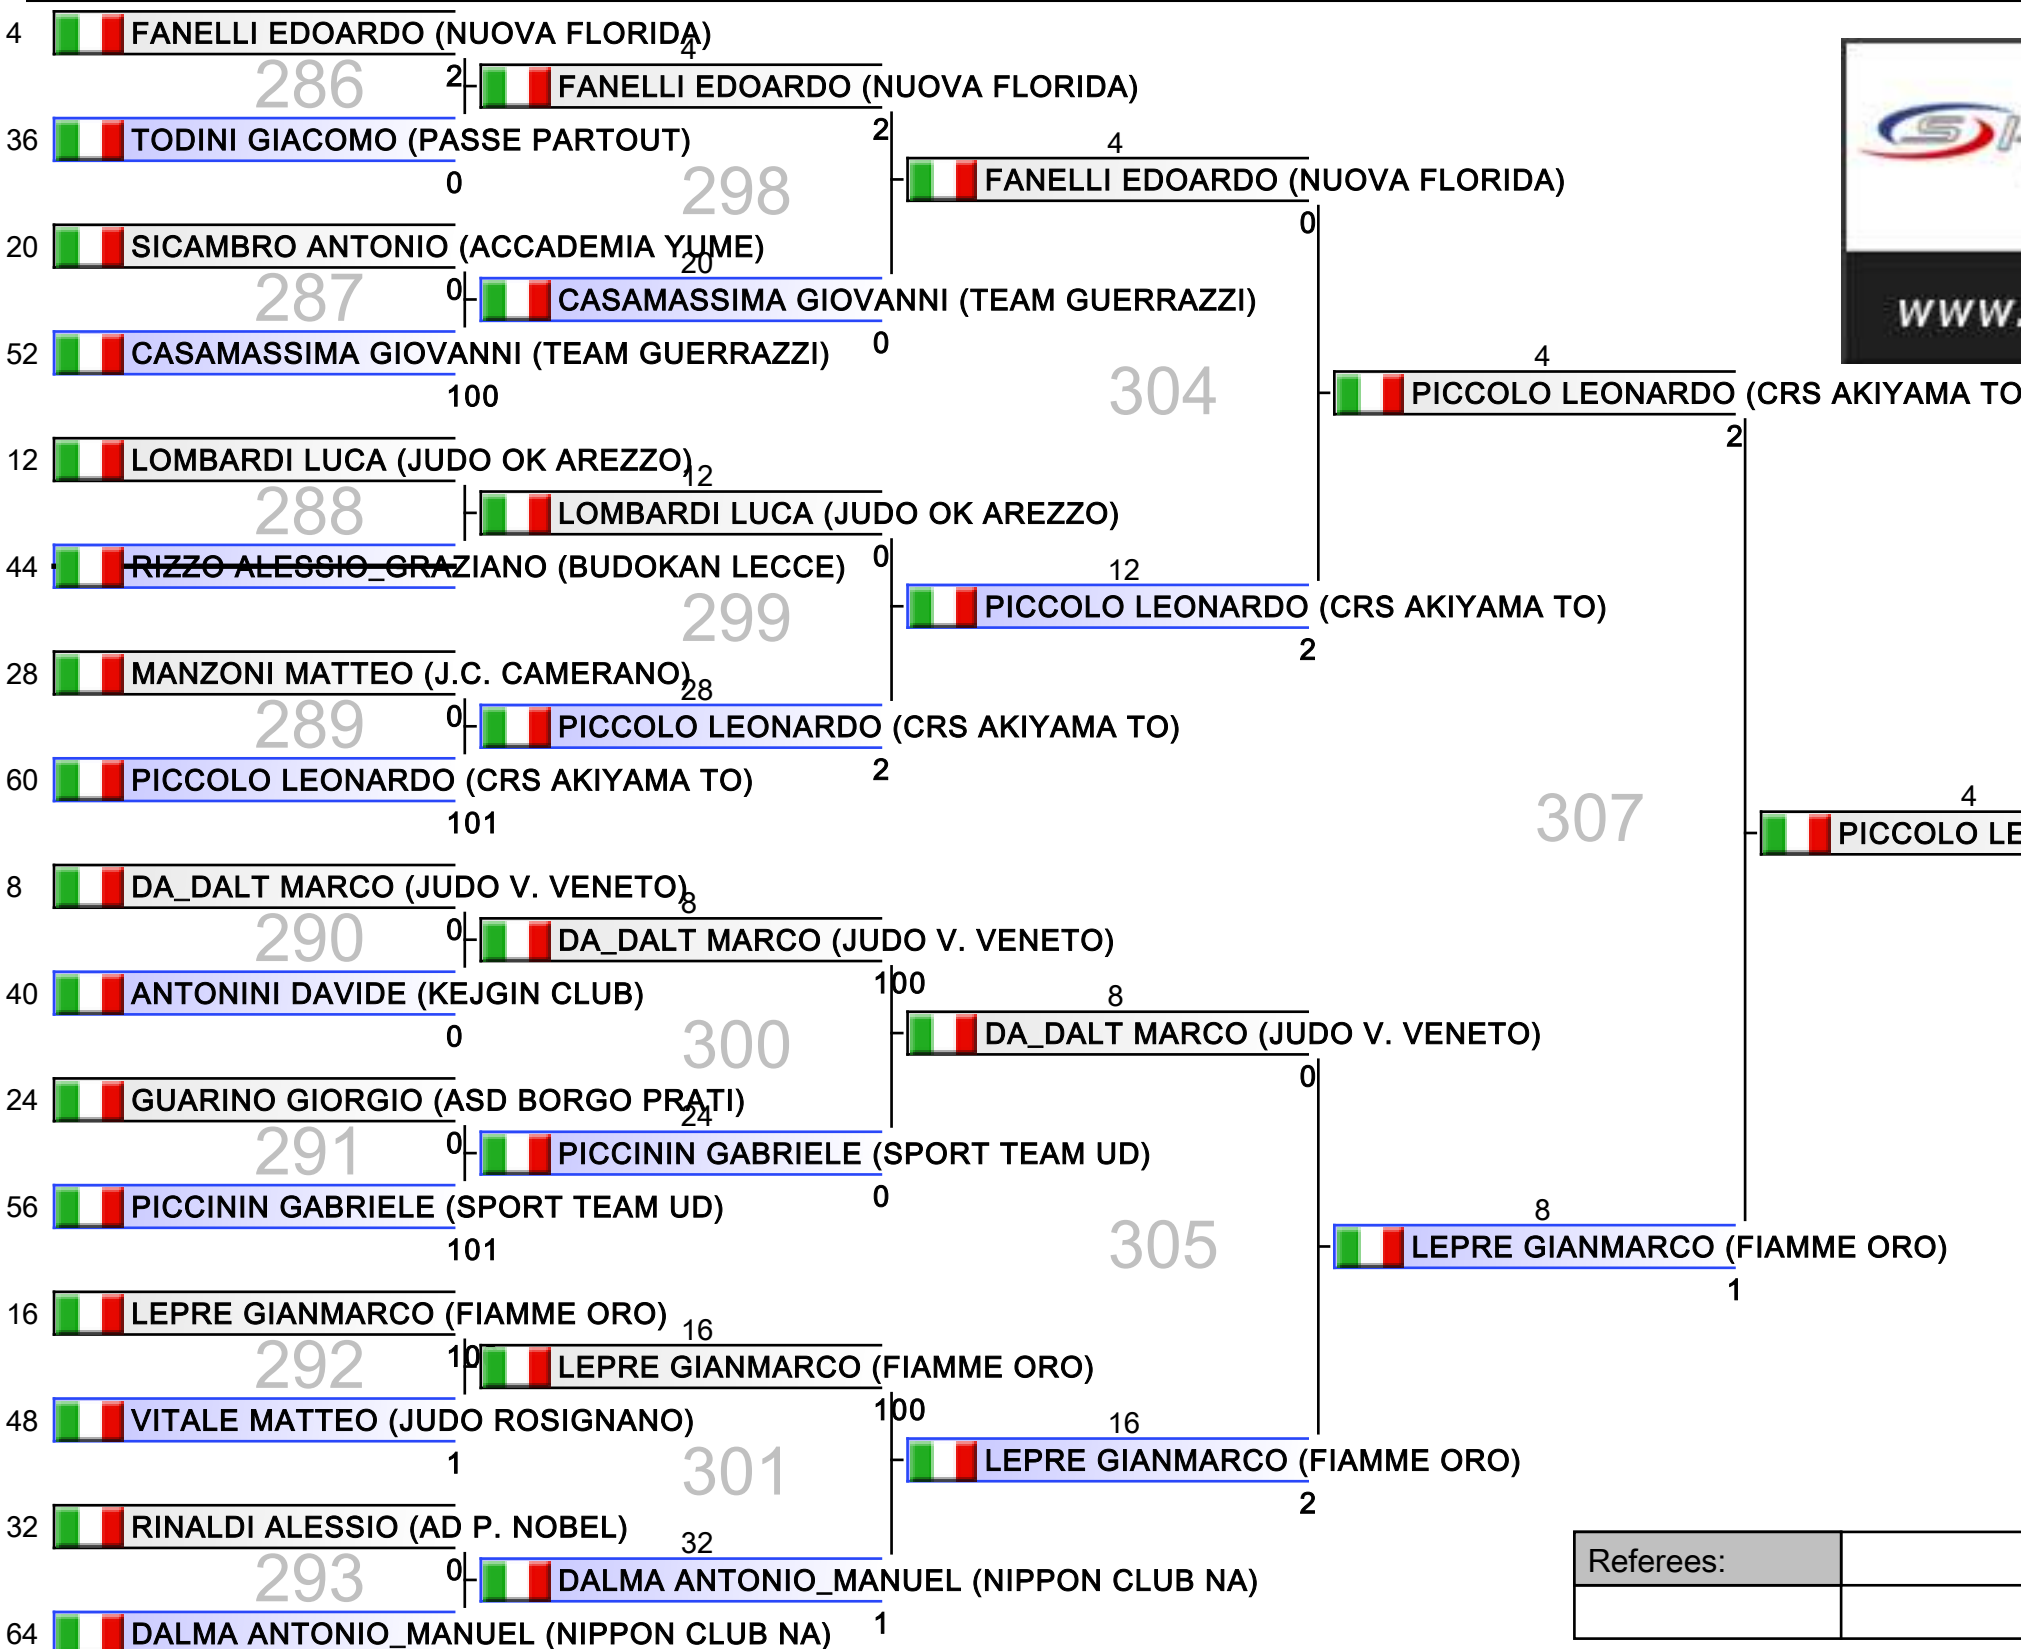 4 FANELLI EDOARDO (NUOVA FLORIDA)
4
286 2 FANELLI EDOARDO (NUOVA FLORIDA)
36 TODINI GIACOMO (PASSE PARTOUT) 2
4
0 298 FANELLI EDOARDO (NUOVA FLORIDA)
0
20 SICAMBRO ANTONIO (ACCADEMIA YUME)
20
287 0 CASAMASSIMA GIOVANNI (TEAM GUERRAZZI)
WWW.
52 CASAMASSIMA GIOVANNI (TEAM GUERRAZZI) 0
4
100 304 PICCOLO LEONARDO (CRS AKIYAMA TO
2
12 LOMBARDI LUCA (JUDO OK AREZZO)
12
288 LOMBARDI LUCA (JUDO OK AREZZO)
44 RIZZO ALESSIO_GRAZIANO (BUDOKAN LECCE) 0
12
299 PICCOLO LEONARDO (CRS AKIYAMA TO)
2
28 MANZONI MATTEO (J.C. CAMERANO)
28
289 0 PICCOLO LEONARDO (CRS AKIYAMA TO)
60 PICCOLO LEONARDO (CRS AKIYAMA TO) 2
4
101 307 PICCOLO LE
8 DA_DALT MARCO (JUDO V. VENETO)
8
290 0 DA_DALT MARCO (JUDO V. VENETO)
40 ANTONINI DAVIDE (KEJGIN CLUB) 100
8
0 300 DA_DALT MARCO (JUDO V. VENETO)
0
24 GUARINO GIORGIO (ASD BORGO PRATI)
24
291 0 PICCININ GABRIELE (SPORT TEAM UD)
56 PICCININ GABRIELE (SPORT TEAM UD) 0
8
101 305 LEPRE GIANMARCO (FIAMME ORO)
1
16 LEPRE GIANMARCO (FIAMME ORO)
16
292 LEPRE GIANMARCO (FIAMME ORO)
48 VITALE MATTEO (JUDO ROSIGNANO) 100
16
1 301 LEPRE GIANMARCO (FIAMME ORO)
2
32 RINALDI ALESSIO (AD P. NOBEL)
32
Referees:
293 0 DALMA ANTONIO_MANUEL (NIPPON CLUB NA)
64 DALMA ANTONIO_MANUEL (NIPPON CLUB NA) 1